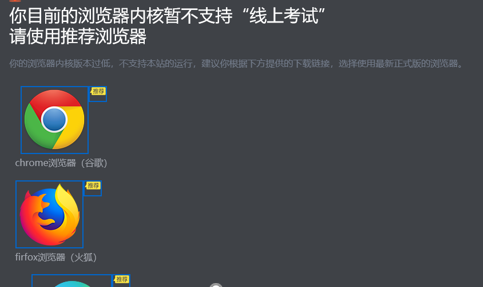 你目前的浏览器内核暂不支持“线上考试”
请使用推荐浏览器
你的浏览器内核版本过低，不支持本站的运行，建议你根据下方提供的下载链接，选择使用最新正式版的浏览器。
推荐
chrome浏览器（谷歌）
推荐
firfox浏览器（火狐）
推荐